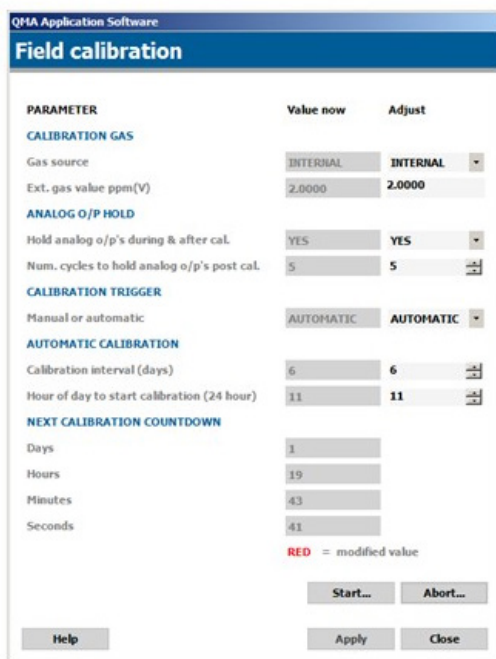 QMA Application Software
Field calibration
PARAMETER Value now Adjust
CALIBRATION GAS
Gas source INTERNAL INTERNAL
Ext. gas value ppm(V) 2.0000 2.0000
ANALOG O/P HOLD
Hold analog o/p's during & after cal. YES YES
Num. cycles to hold analog o/p's post cal. 5 5
CALIBRATION TRIGGER
Manual or automatic AUTOMATIC AUTOMATIC
AUTOMATIC CALIBRATION
Calibration interval (days) 6 6
Hour of day to start calibration (24 hour) 11 11
NEXT CALIBRATION COUNTDOWN
Days 1
Hours 19
Minutes 43
Seconds 41
RED = modified value
Start... Abort...
Help Apply Close